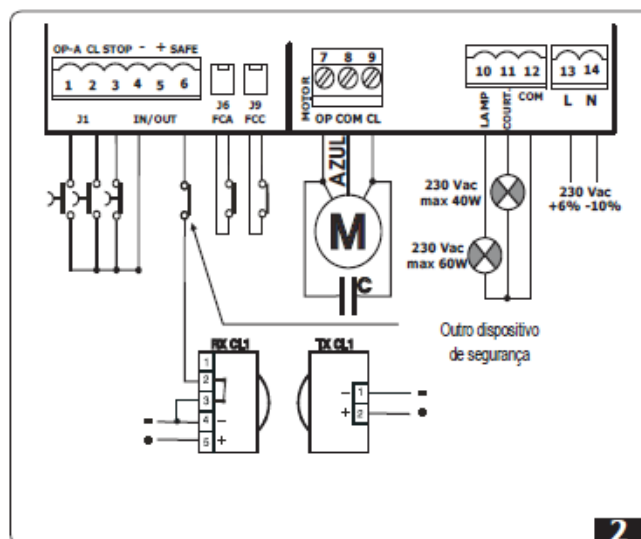 OP-A CL STOP - + SAFE
1 2 3 4 5 6
J1 IN/OUT
J6 J9
FCA FCC
MOTOR
7 8 9
OP COM CL
AZUL
M
C
10 11 12
LAMP COURT. COM
13 14
L N
230 Vac
max 40W
230 Vac
+6% -10%
230 Vac
max 60W
Outro dispositivo
de segurança
RX CL1
1
2
3
4 -
5 +
TX CL1
- 1
+ 2
2